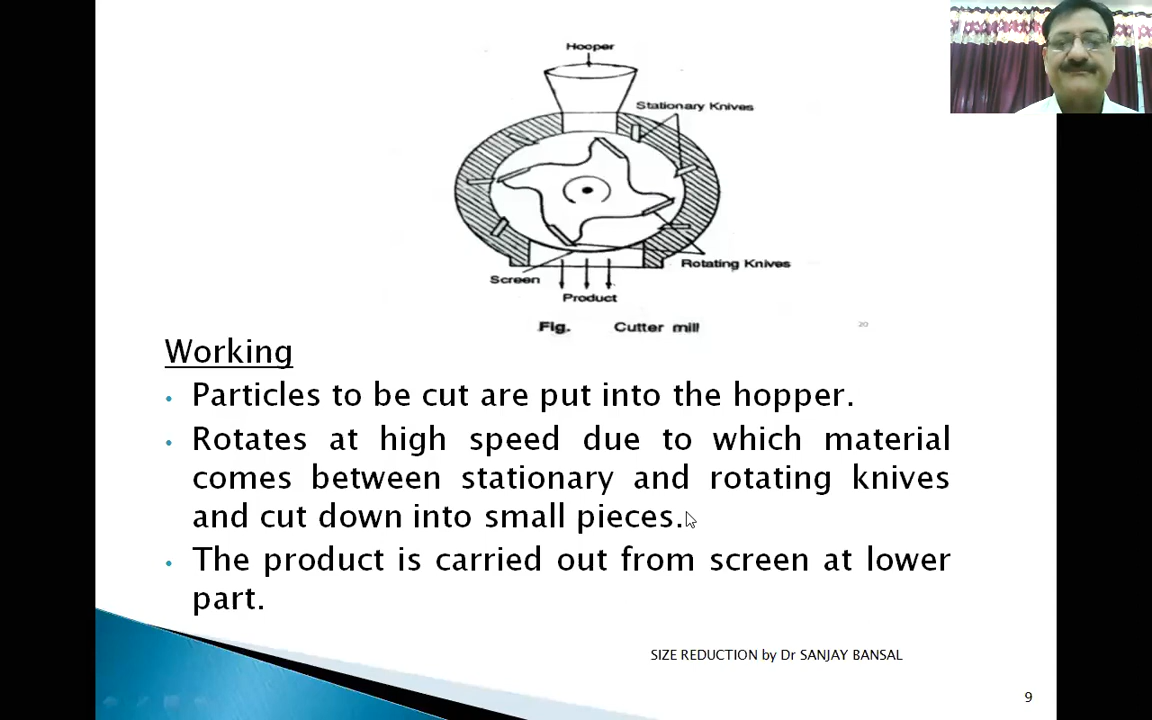 Hooper
Stationary Knives
Rotating Knives
Screen
Product
Fig. Cutter mill
20
Working
• Particles to be cut are put into the hopper.
• Rotates at high speed due to which material
comes between stationary and rotating knives
and cut down into small pieces.
• The product is carried out from screen at lower
part.
SIZE REDUCTION by Dr SANJAY BANSAL
9